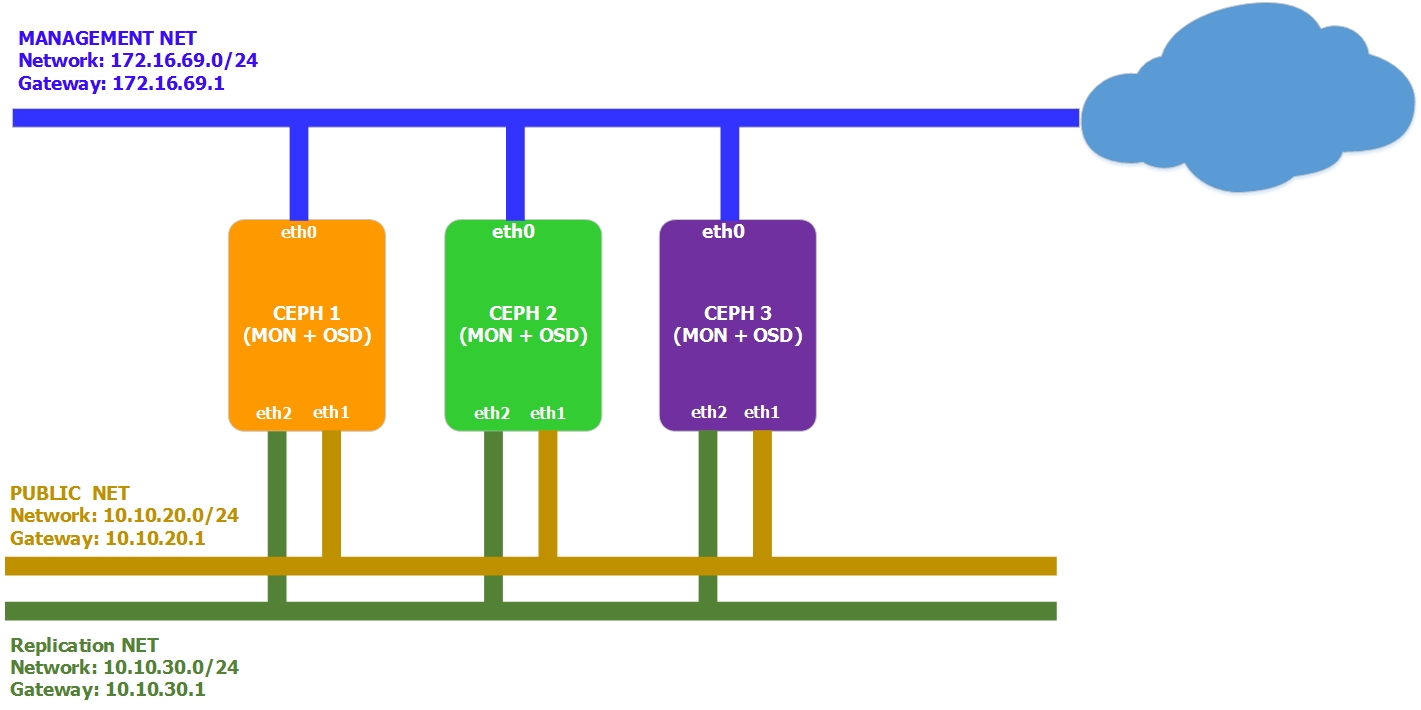 MANAGEMENT NET
Network: 172.16.69.0/24
Gateway: 172.16.69.1
eth0
eth0
eth0
CEPH 1
(MON + OSD)
CEPH 2
(MON + OSD)
CEPH 3
(MON + OSD)
eth2 eth1
eth2 eth1
eth2 eth1
PUBLIC  NET
Network: 10.10.20.0/24
Gateway: 10.10.20.1
Replication NET
Network: 10.10.30.0/24
Gateway: 10.10.30.1